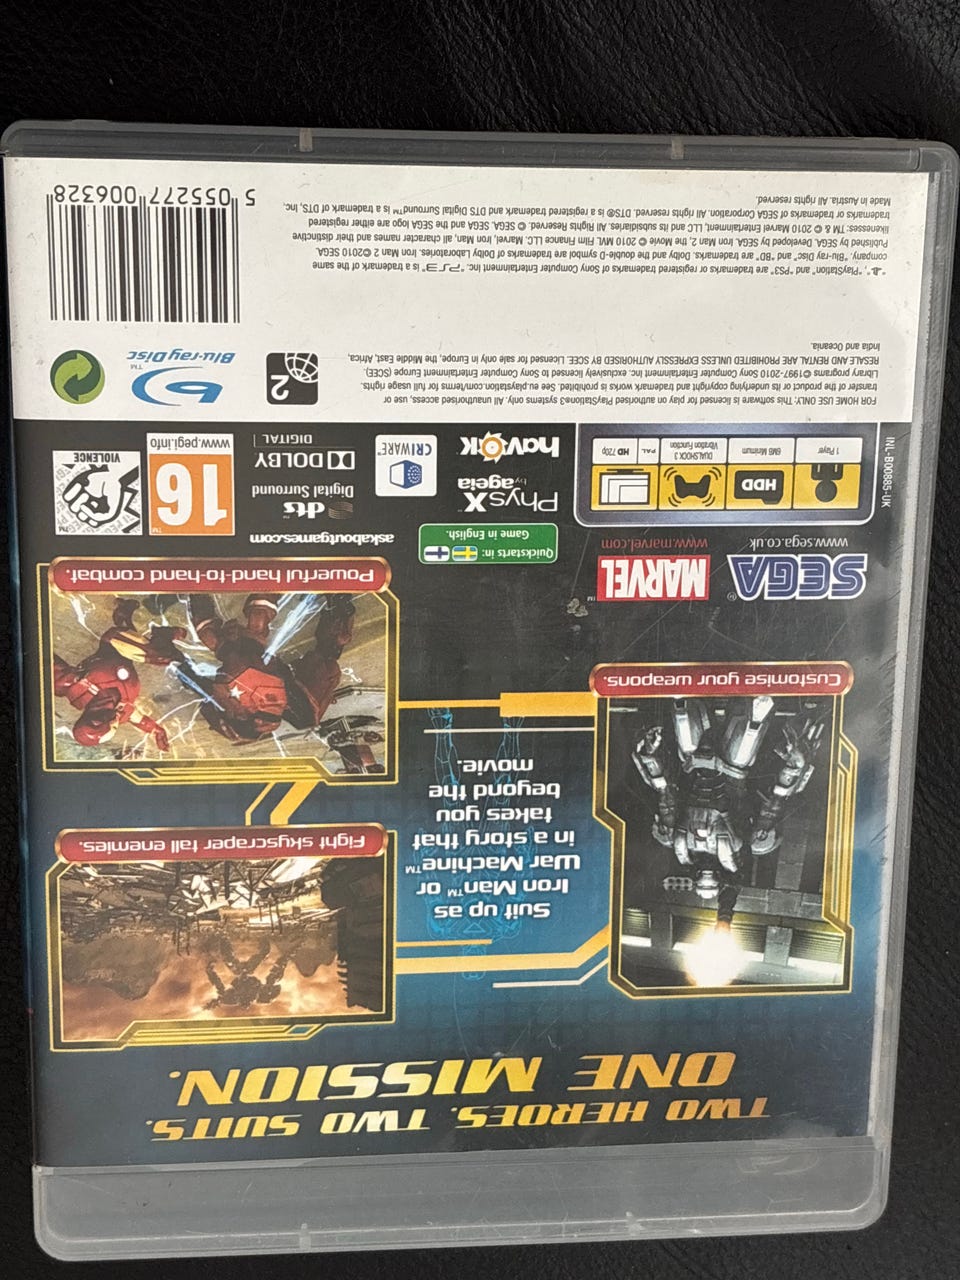 TWO HEROES. TWO SUITS.
ONE MISSION.
Suit up as
Iron Man™ or
War Machine™
in a story that
takes you
beyond the
movie.
Customise your weapons.
Fight skyscraper tall enemies.
Powerful hand-to-hand combat.
SEGA®
www.sega.co.uk
MARVEL™
www.marvel.com
Quickstarts in:
Game in English.
askaboutgames.com
1 Player
HDD
5MB Minimum
DUALSHOCK 3
Vibration Function
PAL
HD 720p
INL-B00885-UK
PhysX
by ageia
havok
CRIWARE™
dts
Digital Surround
DOLBY
DIGITAL
16
www.pegi.info
VIOLENCE
FOR HOME USE ONLY: This software is licensed for play on authorised PlayStation®3 systems only. All unauthorised access, use or
transfer of the product or its underlying copyright and trademark works is prohibited. See eu.playstation.com/terms for full usage rights.
Library programs ©1997-2010 Sony Computer Entertainment Inc. exclusively licensed to Sony Computer Entertainment Europe (SCEE).
RESALE AND RENTAL ARE PROHIBITED UNLESS EXPRESSLY AUTHORISED BY SCEE. Licensed for sale only in Europe, the Middle East, Africa,
India and Oceania.
2
Blu-ray Disc™
"PlayStation" and "PS3" are trademarks or registered trademarks of Sony Computer Entertainment Inc. "PS3™" is a trademark of the same
company. "Blu-ray Disc" and "BD" are trademarks. Dolby and the double-D symbol are trademarks of Dolby Laboratories. Iron Man 2 ©2010 SEGA.
Published by SEGA. Developed by SEGA. Iron Man 2, the Movie © 2010 MVL Film Finance LLC. Marvel, Iron Man, all character names and their distinctive
likenesses: TM & © 2010 Marvel Entertainment, LLC and its subsidiaries. All Rights Reserved. © SEGA. SEGA and the SEGA logo are either registered
trademarks or trademarks of SEGA Corporation. All rights reserved. DTS® is a registered trademark and DTS Digital Surround™ is a trademark of DTS, Inc.
Made in Austria. All rights reserved.
5 055277 006328